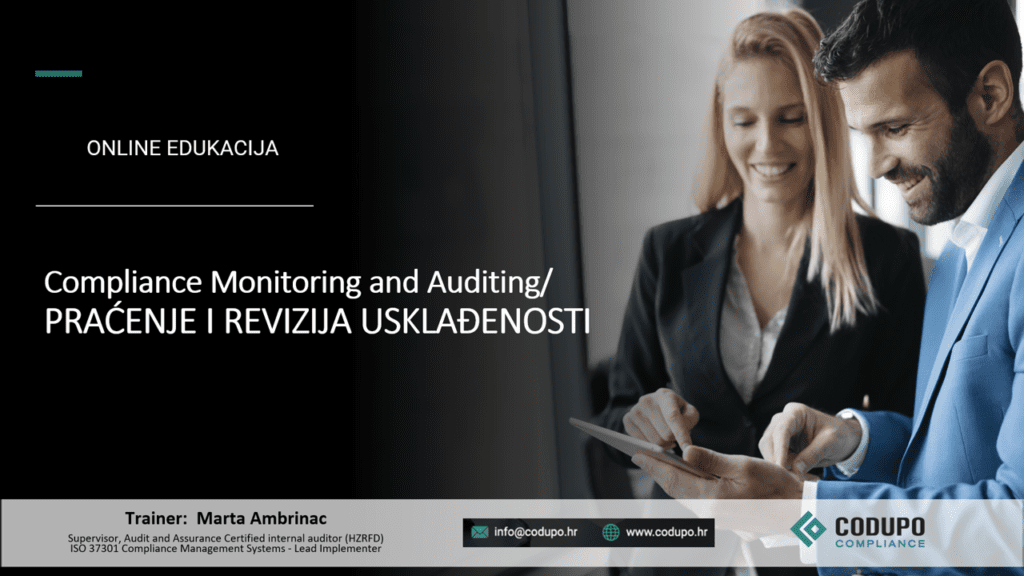 ONLINE EDUKACIJA
Compliance Monitoring and Auditing/
PRAĆENJE I REVIZIJA USKLAĐENOSTI
Trainer: Marta Ambrinac
Supervisor, Audit and Assurance Certified internal auditor (HZRFD)
ISO 37301 Compliance Management Systems - Lead Implementer
info@codupo.hr
www.codupo.hr
CODUPO
COMPLIANCE